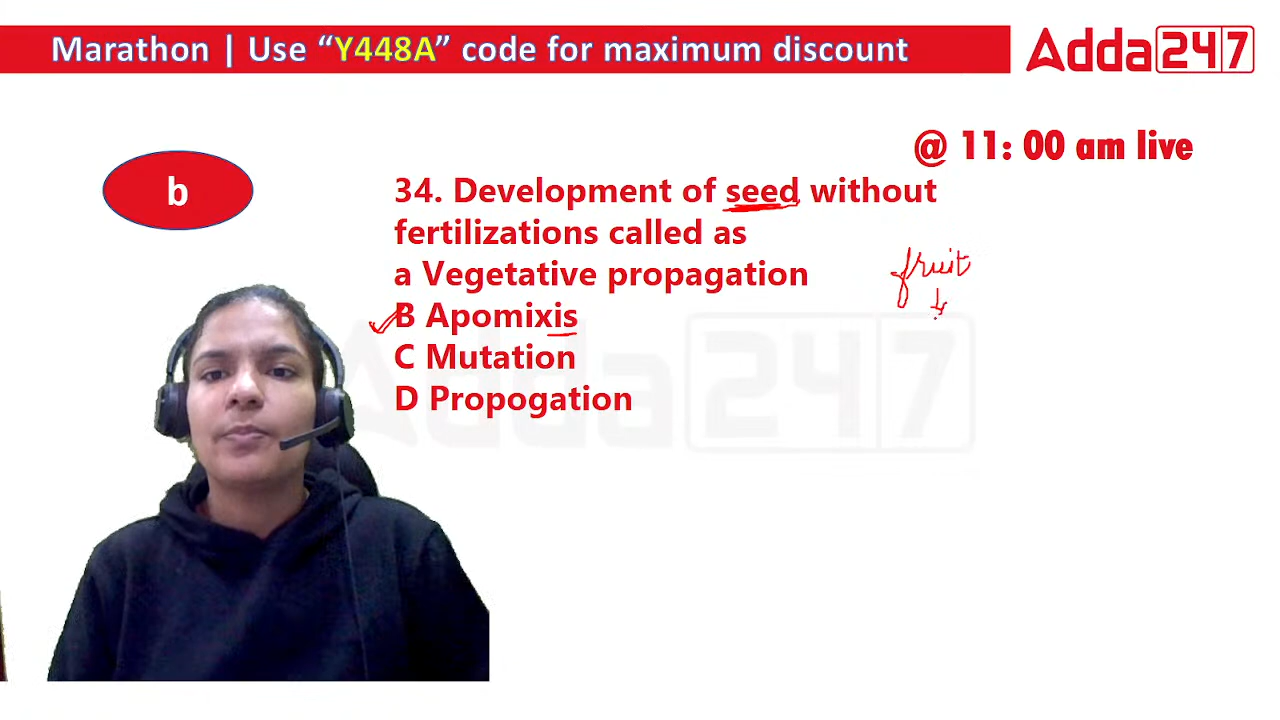 Marathon | Use “Y448A” code for maximum discount
Adda247
@ 11: 00 am live
b
34. Development of seed without
fertilizations called as
a Vegetative propagation
fruit
B Apomixis
C Mutation
D Propogation
Adda247